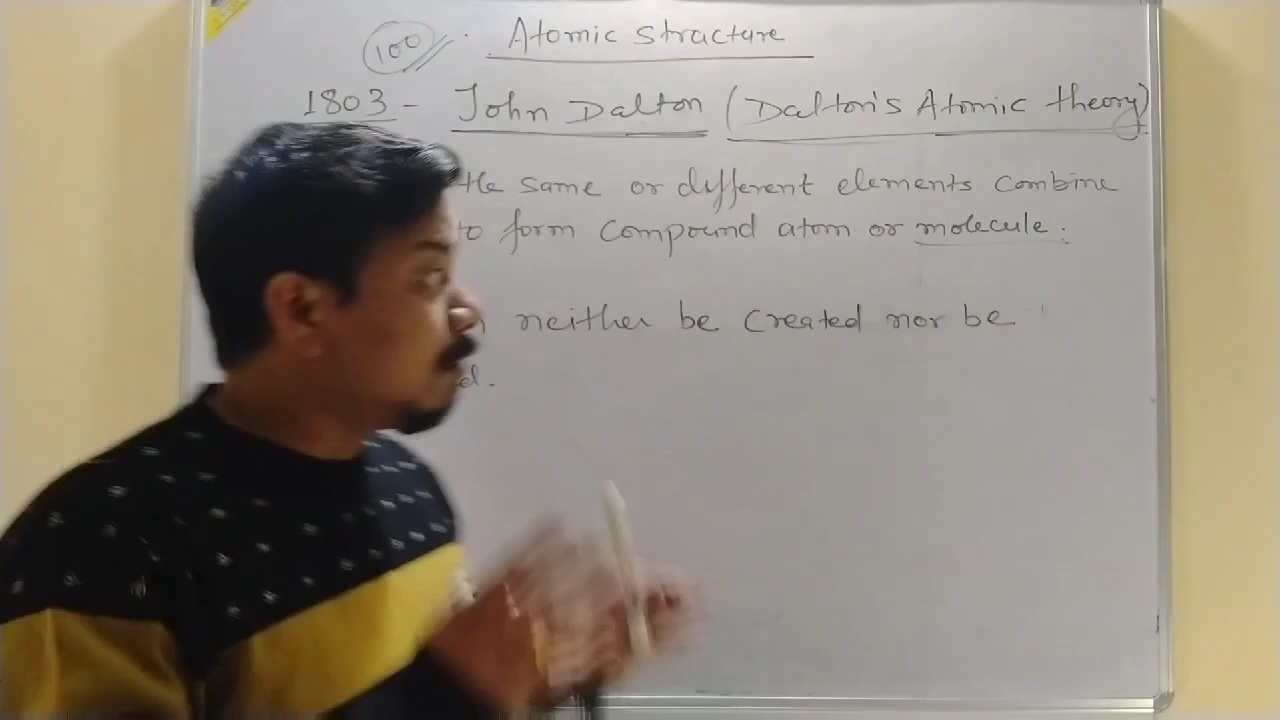 100 Atomic Stracture
1803 - John Dalton (Dalton's Atomic theory)
the same or different elements combine
to form compound atom or molecule.
neither be created nor be